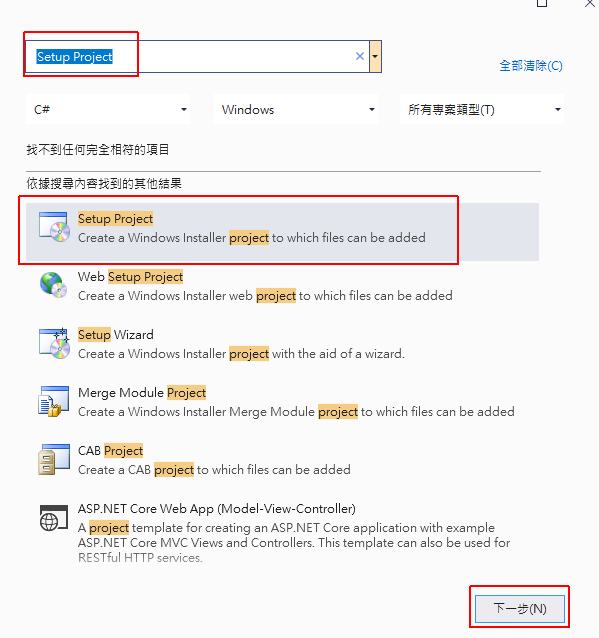 Setup Project
全部清除(C)
C#
Windows
所有專案類型(T)
找不到任何完全相符的項目
依據搜尋內容找到的其他結果
Setup Project
Create a Windows Installer project to which files can be added
Web Setup Project
Create a Windows Installer web project to which files can be added
Setup Wizard
Create a Windows Installer project with the aid of a wizard.
Merge Module Project
Create a Windows Installer Merge Module project to which files can be added
CAB Project
Create a CAB project to which files can be added
ASP.NET Core Web App (Model-View-Controller)
A project template for creating an ASP.NET Core application with example
ASP.NET Core MVC Views and Controllers. This template can also be used for
RESTful HTTP services.
下一步(N)